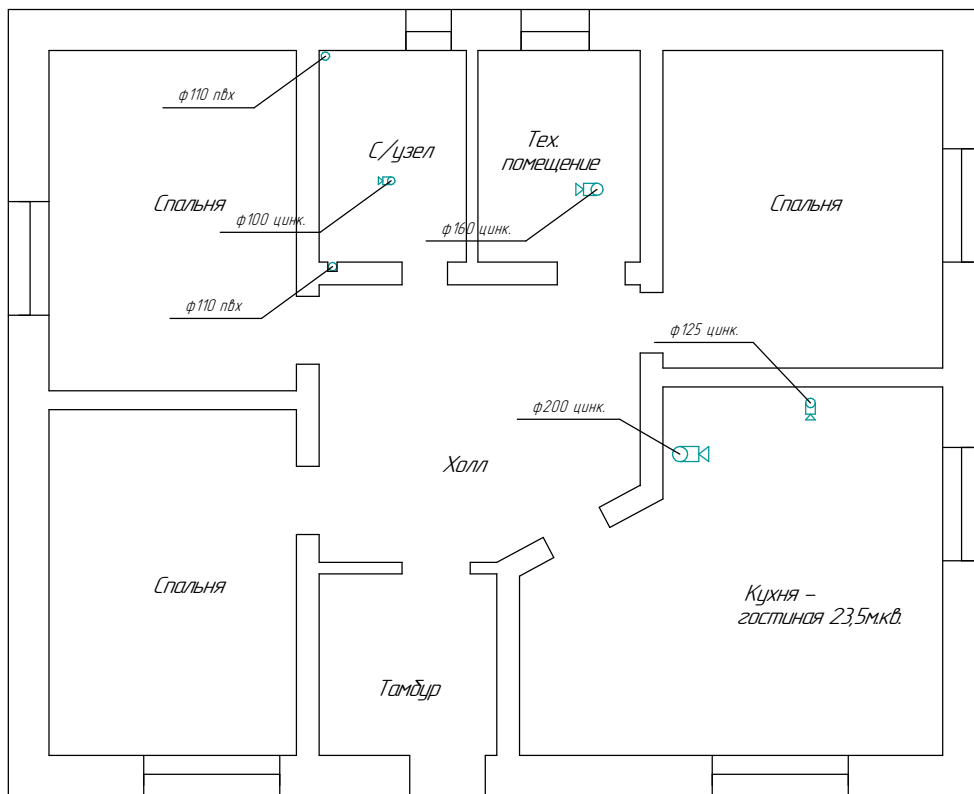 ф110 пвх
С/узел
Тех.
помещение
Спальня
ф100 цинк.
ф160 цинк.
Спальня
ф110 пвх
ф125 цинк.
ф200 цинк.
Холл
Спальня
Кухня –
гостиная 23,5м.кв.
Тамбур